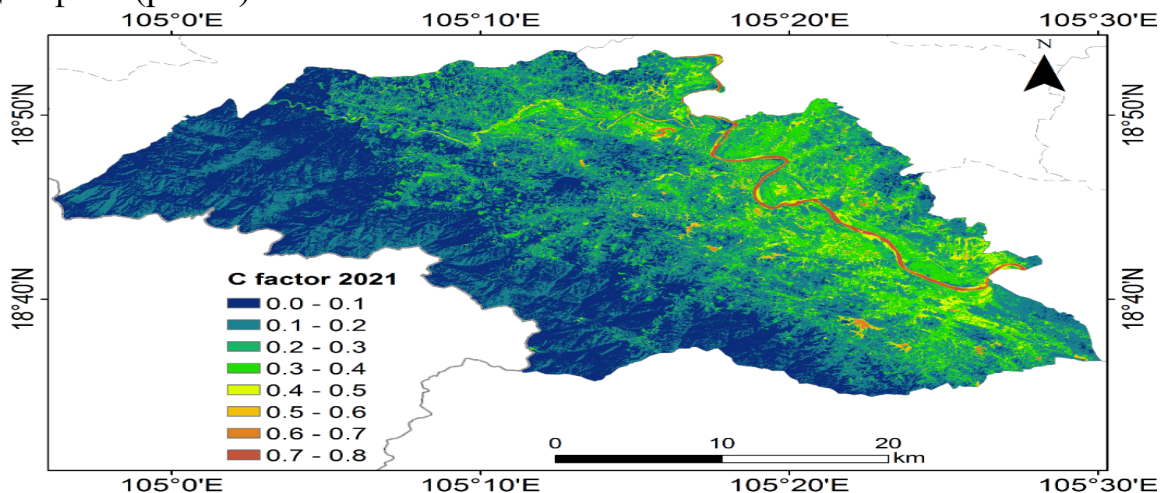 105°0'E 105°10'E 105°20'E 105°30'E
N
18°50'N 18°50'N
18°40'N 18°40'N
C factor 2021
0.0 - 0.1
0.1 - 0.2
0.2 - 0.3
0.3 - 0.4
0.4 - 0.5
0.5 - 0.6
0.6 - 0.7
0.7 - 0.8
0 10 20
km
105°0'E 105°10'E 105°20'E 105°30'E